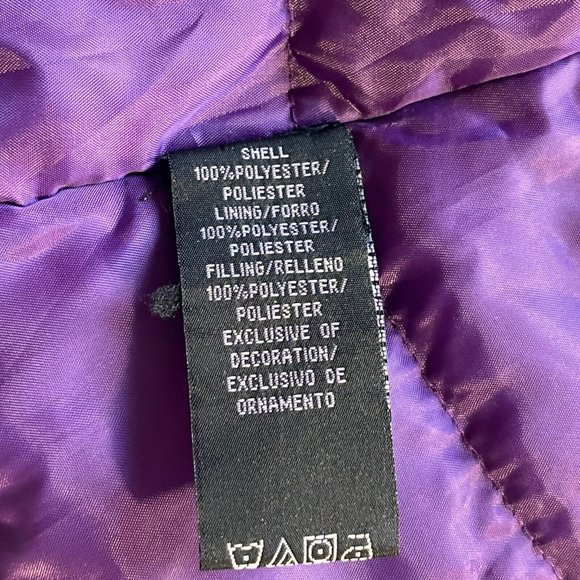 SHELL
100%POLYESTER/
POLIESTER
LINING/FORRO
100%POLYESTER/
POLIESTER
FILLING/RELLENO
100%POLYESTER/
POLIÉSTER
EXCLUSIVE OF
DECORATION/
EXCLUSIVO DE
ORNAMENTO